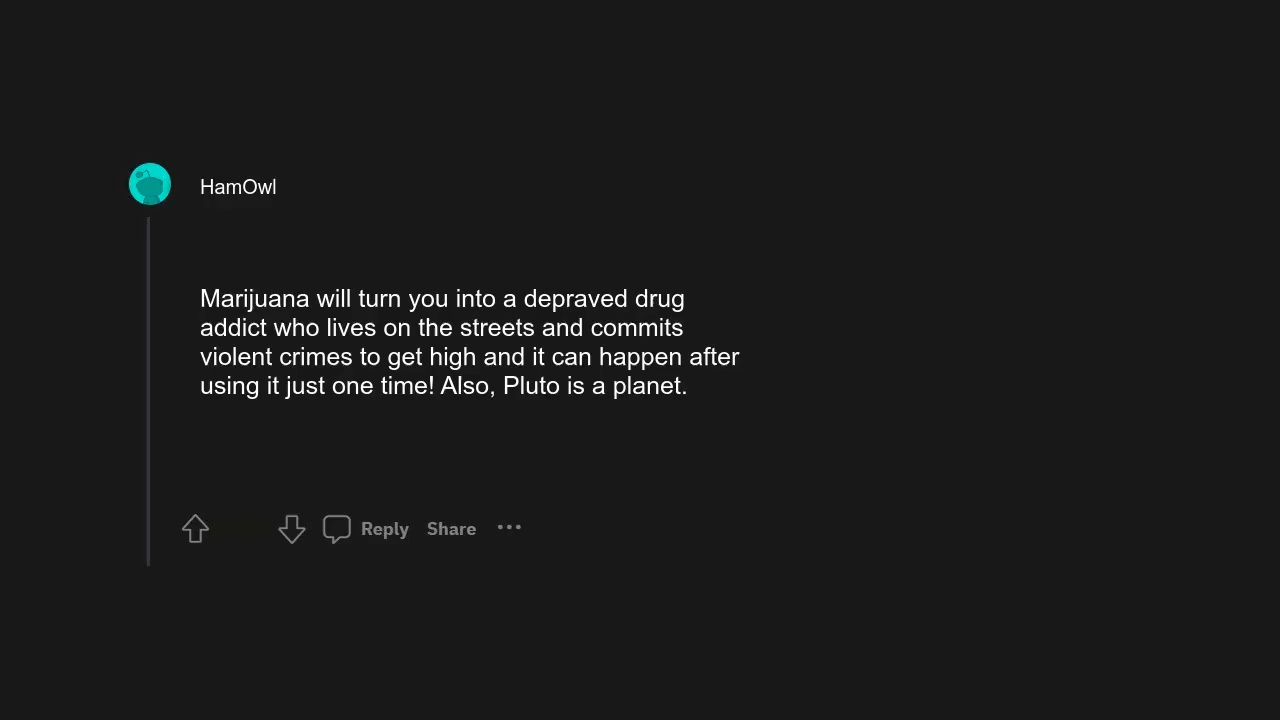 HamOwl
Marijuana will turn you into a depraved drug
addict who lives on the streets and commits
violent crimes to get high and it can happen after
using it just one time! Also, Pluto is a planet.
Reply Share